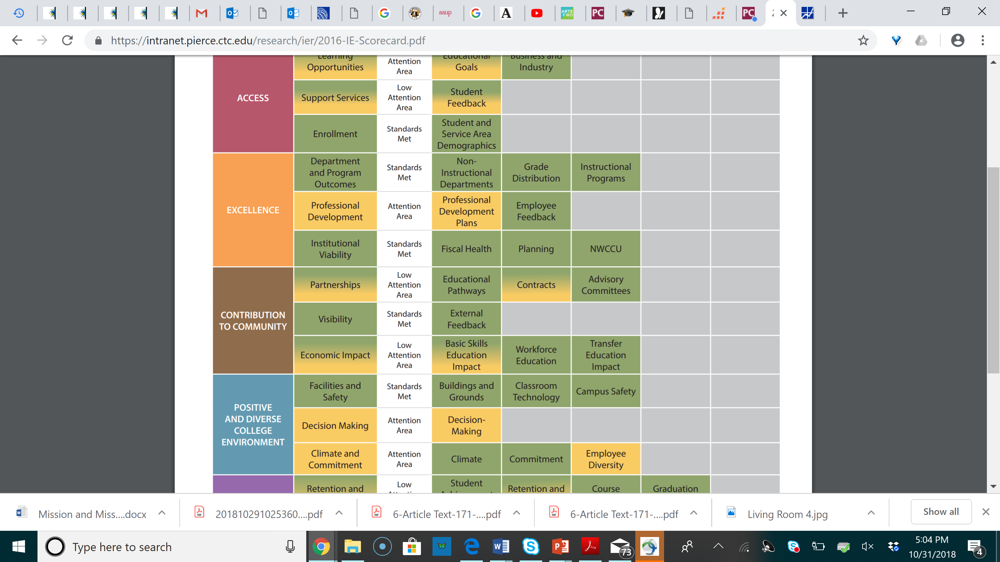 aaup
A
ARTS
FWD
PC
PC
https://intranet.pierce.ctc.edu/research/ier/2016-IE-Scorecard.pdf
ACCESS
Learning
Opportunities
Attention
Area
Educational
Goals
Business and
Industry
Support Services
Low
Attention
Area
Student
Feedback
Enrollment
Standards
Met
Student and
Service Area
Demographics
EXCELLENCE
Department
and Program
Outcomes
Standards
Met
Non-
Instructional
Departments
Grade
Distribution
Instructional
Programs
Professional
Development
Attention
Area
Professional
Development
Plans
Employee
Feedback
Institutional
Viability
Standards
Met
Fiscal Health
Planning
NWCCU
CONTRIBUTION
TO COMMUNITY
Partnerships
Low
Attention
Area
Educational
Pathways
Contracts
Advisory
Committees
Visibility
Standards
Met
External
Feedback
Economic Impact
Low
Attention
Area
Basic Skills
Education
Impact
Workforce
Education
Transfer
Education
Impact
POSITIVE
AND DIVERSE
COLLEGE
ENVIRONMENT
Facilities and
Safety
Standards
Met
Buildings and
Grounds
Classroom
Technology
Campus Safety
Decision Making
Attention
Area
Decision-
Making
Climate and
Commitment
Attention
Area
Climate
Commitment
Employee
Diversity
Retention and
Low
Student
Retention and
Course
Graduation
Mission and Miss....docx
201810291025360....pdf
6-Article Text-171-....pdf
6-Article Text-171-....pdf
Living Room 4.jpg
Show all
Type here to search
73
5:04 PM
10/31/2018
4